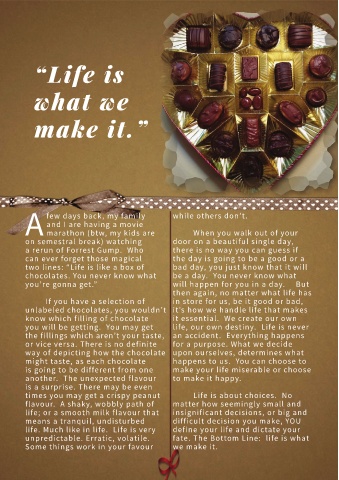 “Life is
what we
make it.”
A few days back, my family
and I are having a movie
marathon (btw, my kids are
on semestral break) watching
a rerun of Forrest Gump.  Who
can ever forget those magical
two lines: "Life is like a box of
chocolates. You never know what
you're gonna get."
If you have a selection of
unlabeled chocolates, you wouldn't
know which filling of chocolate
you will be getting.  You may get
the fillings which aren't your taste,
or vice versa. There is no definite
way of depicting how the chocolate
might taste, as each chocolate
is going to be different from one
another.  The unexpected flavour
is a surprise. There may be even
times you may get a crispy peanut
flavour.  A shaky, wobbly path of
life; or a smooth milk flavour that
means a tranquil, undisturbed
life. Much like in life.  Life is very
unpredictable. Erratic, volatile.
Some things work in your favour
while others don't.
When you walk out of your
door on a beautiful single day,
there is no way you can guess if
the day is going to be a good or a
bad day, you just know that it will
be a day.  You never know what
will happen for you in a day.   But
then again, no matter what life has
in store for us, be it good or bad,
it's how we handle life that makes
it essential.  We create our own
life, our own destiny.  Life is never
an accident.  Everything happens
for a purpose. What we decide
upon ourselves, determines what
happens to us.  You can choose to
make your life miserable or choose
to make it happy.
Life is about choices.  No
matter how seemingly small and
insignificant decisions, or big and
difficult decision you make, YOU
define your life and dictate your
fate. The Bottom Line:  life is what
we make it.